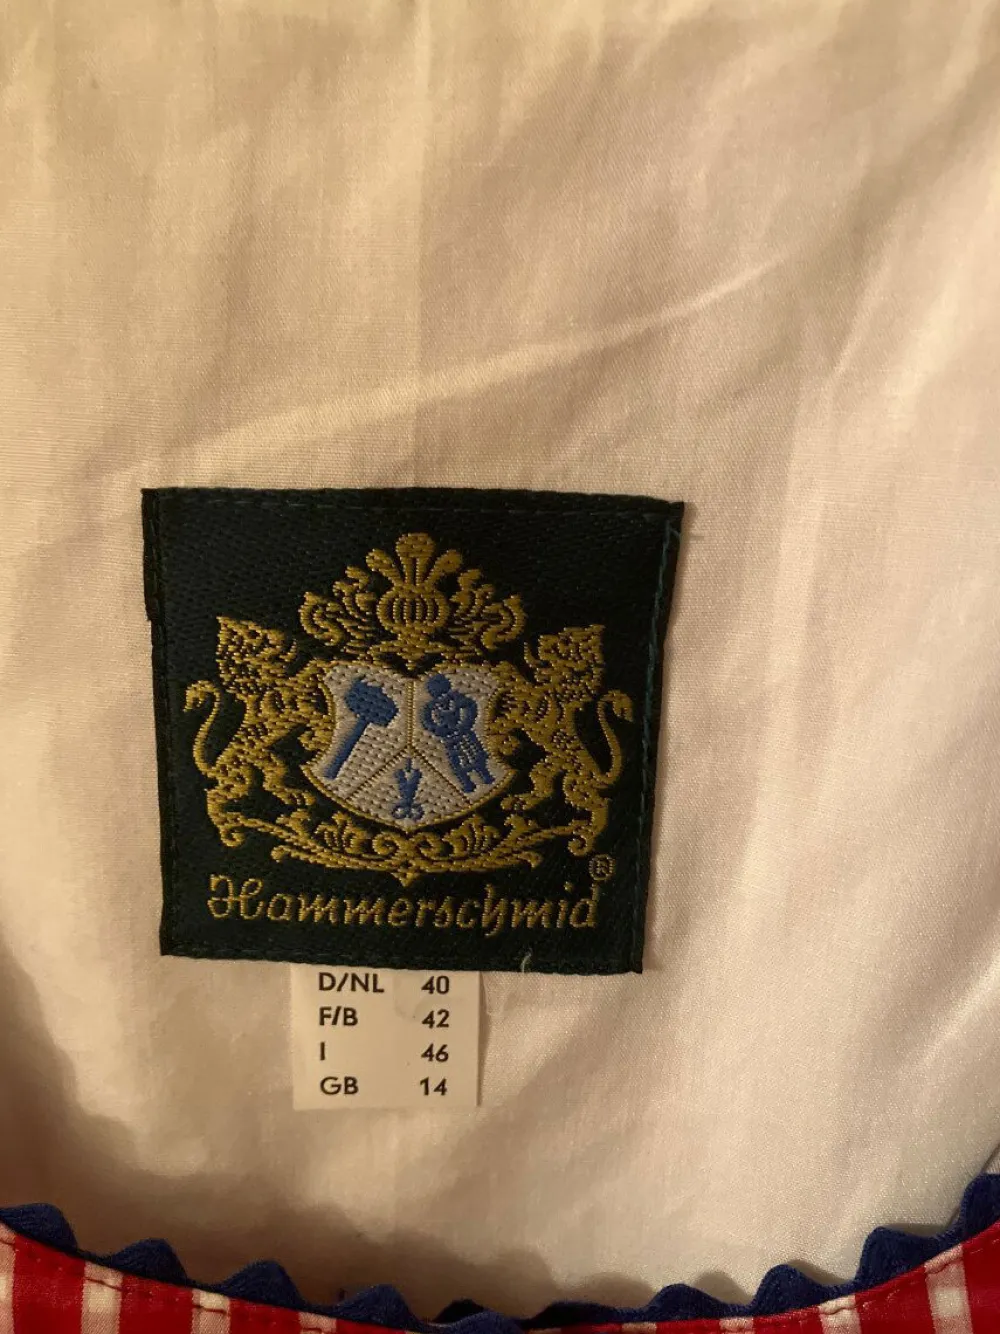 Hammerschmid®
D/NL 40
F/B 42
I 46
GB 14